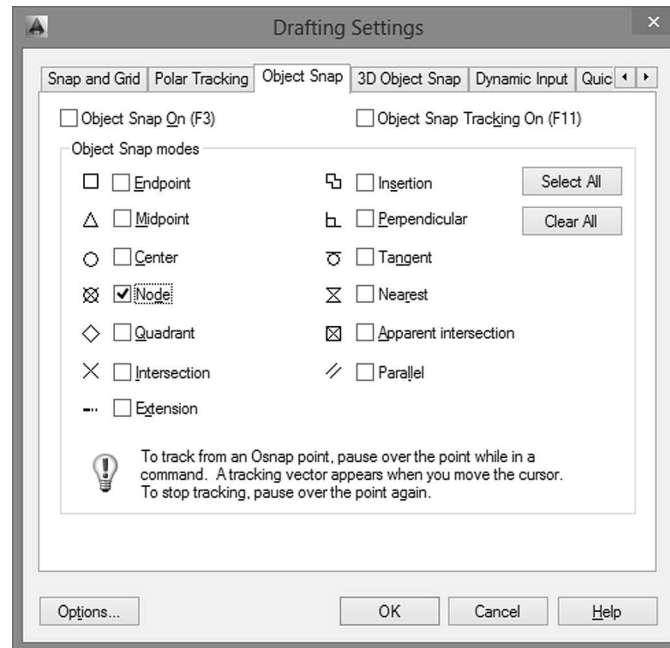 Drafting Settings
Snap and Grid Polar Tracking Object Snap 3D Object Snap Dynamic Input Quic
Object Snap On (F3) Object Snap Tracking On (F11)
Object Snap modes
Endpoint Insertion Select All
Midpoint Perpendicular Clear All
Center Tangent
Node Nearest
Quadrant Apparent intersection
Intersection Parallel
Extension
To track from an Osnap point, pause over the point while in a
command. A tracking vector appears when you move the cursor.
To stop tracking, pause over the point again.
Options... OK Cancel Help